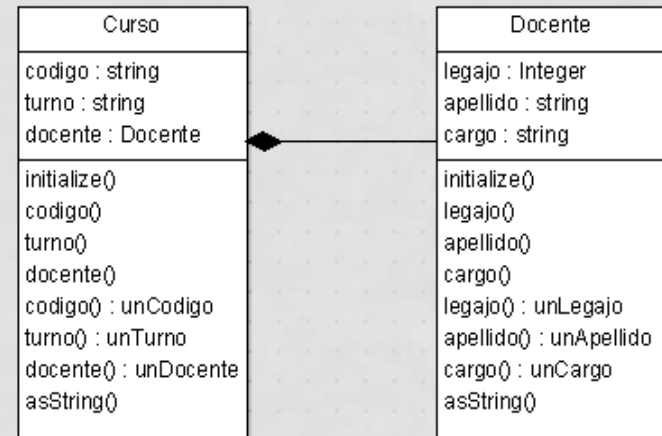 Curso
codigo : string
turno : string
docente : Docente
initialize()
codigo()
turno()
docente()
codigo() : unCodigo
turno() : unTurno
docente() : unDocente
asString()
Docente
legajo : Integer
apellido : string
cargo : string
initialize()
legajo()
apellido()
cargo()
legajo() : unLegajo
apellido() : unApellido
cargo() : unCargo
asString()